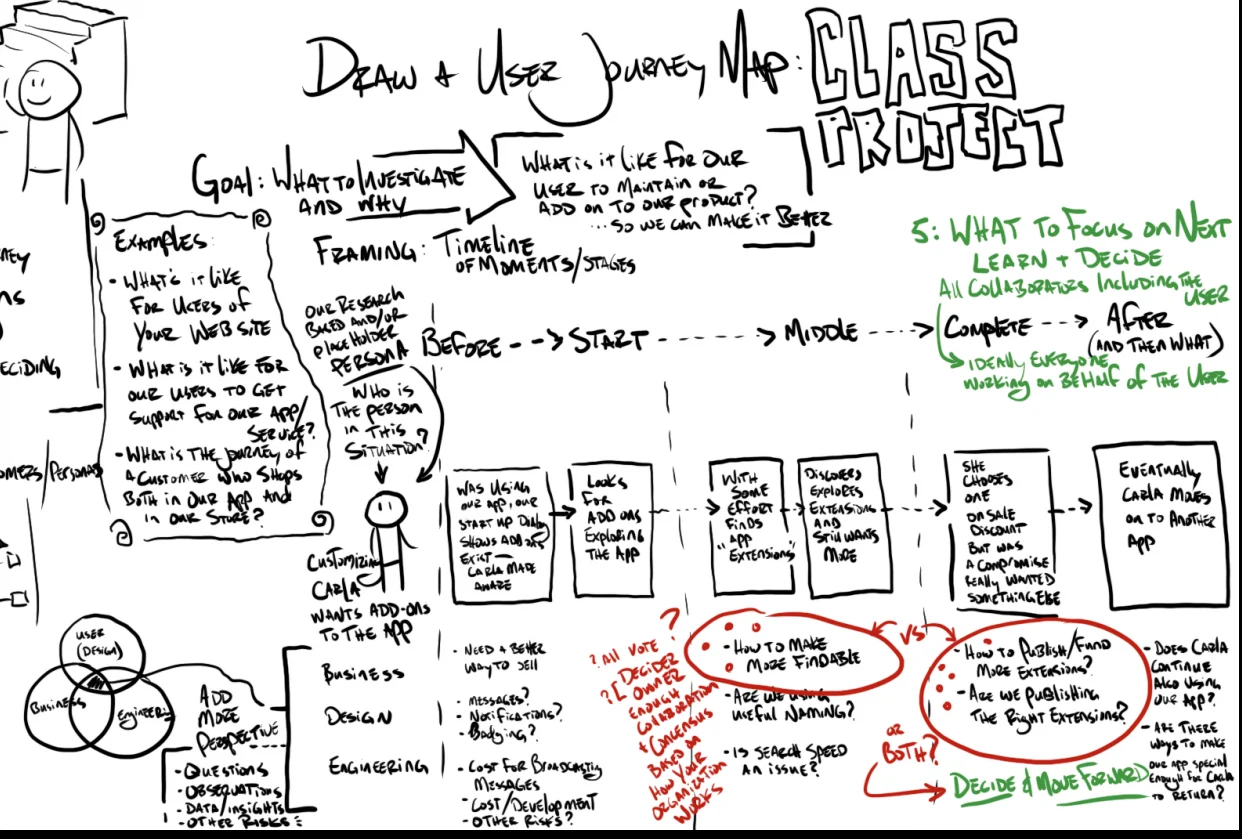 DRAW A USER JOURNEY MAP: CLASS
PROJECT
GOAL: WHAT TO INVESTIGATE
AND WHY
WHAT IS IT LIKE FOR OUR
USER TO MAINTAIN OR
ADD ON TO OUR PRODUCT?
...SO WE CAN MAKE IT BETTER
EXAMPLES:
• WHAT'S IT LIKE
FOR USERS OF
YOUR WEB SITE
• WHAT IS IT LIKE FOR
OUR USERS TO GET
SUPPORT FOR OUR APP/
SERVICE?
• WHAT IS THE JOURNEY OF
A CUSTOMER WHO SHOPS
BOTH IN OUR APP AND
IN OUR STORE?
ECIDING
OMERS/PERSONAS
FRAMING: TIMELINE
OF MOMENTS/STAGES
5: WHAT TO FOCUS ON NEXT
LEARN + DECIDE
ALL COLLABORATORS INCLUDING THE
USER
OUR RESEARCH
BASED AND/OR
PLACEHOLDER
PERSONA
BEFORE
START
MIDDLE
COMPLETE
AFTER
(AND THEN WHAT)
IDEALLY EVERYONE
WORKING ON BEHALF OF THE USER
WHO IS
THE PERSON
IN THIS
SITUATION?
CUSTOMIZING
CARLA
WANTS ADD-ONS
TO THE APP
WAS USING
OUR APP, OUR
START UP DIALOG
SHOWS ADD ONS
EXIST -
CARLA MADE
AWARE
LOOKS
FOR
ADD ONS
EXPLORING
THE APP
WITH
SOME
EFFORT
FINDS
APP
"EXTENSIONS"
DISCOVERS
EXPLORES
EXTENSIONS
AND
STILL WANTS
MORE
SHE
CHOOSES
ONE
ON SALE
DISCOUNT
BUT WAS
A COMPROMISE
REALLY WANTED
SOMETHING ELSE
EVENTUALLY
CARLA MOVES
ON TO ANOTHER
APP
USER
(DESIGN)
BUSINESS
ENGINEERING
ADD
MORE
PERSPECTIVE
• QUESTIONS
• OBSERVATIONS
• DATA/INSIGHTS
• OTHER RISKS
BUSINESS
DESIGN
ENGINEERING
• NEED A BETTER
WAY TO SELL
• MESSAGES?
• NOTIFICATIONS?
• BADGING?
• COST FOR BROADCASTING
MESSAGES
• COST/DEVELOPMENT
• OTHER RISKS?
?
? ALL VOTE
? [DECIDER
OWNER
ENOUGH
COLLABORATION
+ CONSENSUS
BASED ON
HOW YOUR
ORGANIZATION
WORKS
• HOW TO MAKE
MORE FINDABLE
• ARE WE USING
USEFUL NAMING?
• IS SEARCH SPEED
AN ISSUE?
VS
• HOW TO PUBLISH/FUND
MORE EXTENSIONS?
• ARE WE PUBLISHING
THE RIGHT EXTENSIONS?
OR
BOTH?
DECIDE & MOVE FORWARD
• DOES CARLA
CONTINUE
ALSO USING
OUR APP?
• ARE THERE
WAYS TO MAKE
OUR APP SPECIAL
ENOUGH FOR CARLA
TO RETURN?